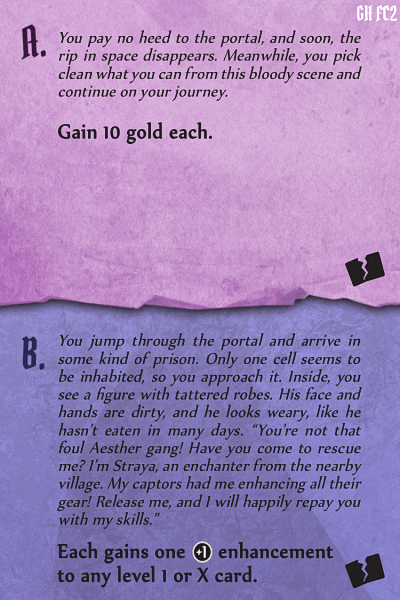 GH FC2
A. You pay no heed to the portal, and soon, the
rip in space disappears. Meanwhile, you pick
clean what you can from this bloody scene and
continue on your journey.
Gain 10 gold each.
B. You jump through the portal and arrive in
some kind of prison. Only one cell seems to
be inhabited, so you approach it. Inside, you
see a figure with tattered robes. His face and
hands are dirty, and he looks weary, like he
hasn't eaten in many days. “You're not that
foul Aesther gang! Have you come to rescue
me? I'm Straya, an enchanter from the nearby
village. My captors had me enhancing all their
gear! Release me, and I will happily repay you
with my skills.”
Each gains one +1 enhancement
to any level 1 or X card.